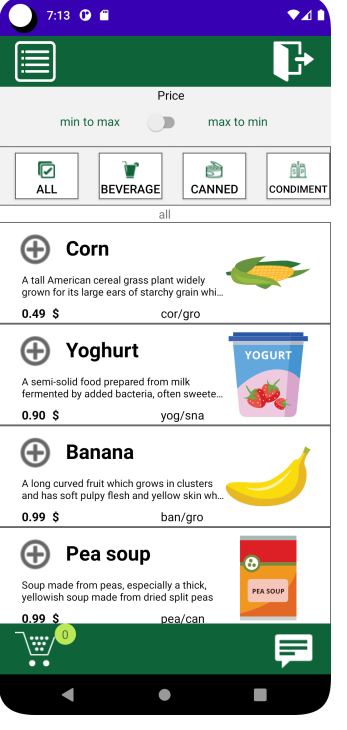 7:13
Price
min to max
max to min
ALL
BEVERAGE
CANNED
CONDIMENT
all
Corn
A tall American cereal grass plant widely
grown for its large ears of starchy grain whi…
0.49 $
cor/gro
Yoghurt
A semi-solid food prepared from milk
fermented by added bacteria, often sweete…
0.90 $
yog/sna
YOGURT
Banana
A long curved fruit which grows in clusters
and has soft pulpy flesh and yellow skin wh…
0.99 $
ban/gro
Pea soup
Soup made from peas, especially a thick,
yellowish soup made from dried split peas
0.99 $
pea/can
PEA SOUP
0